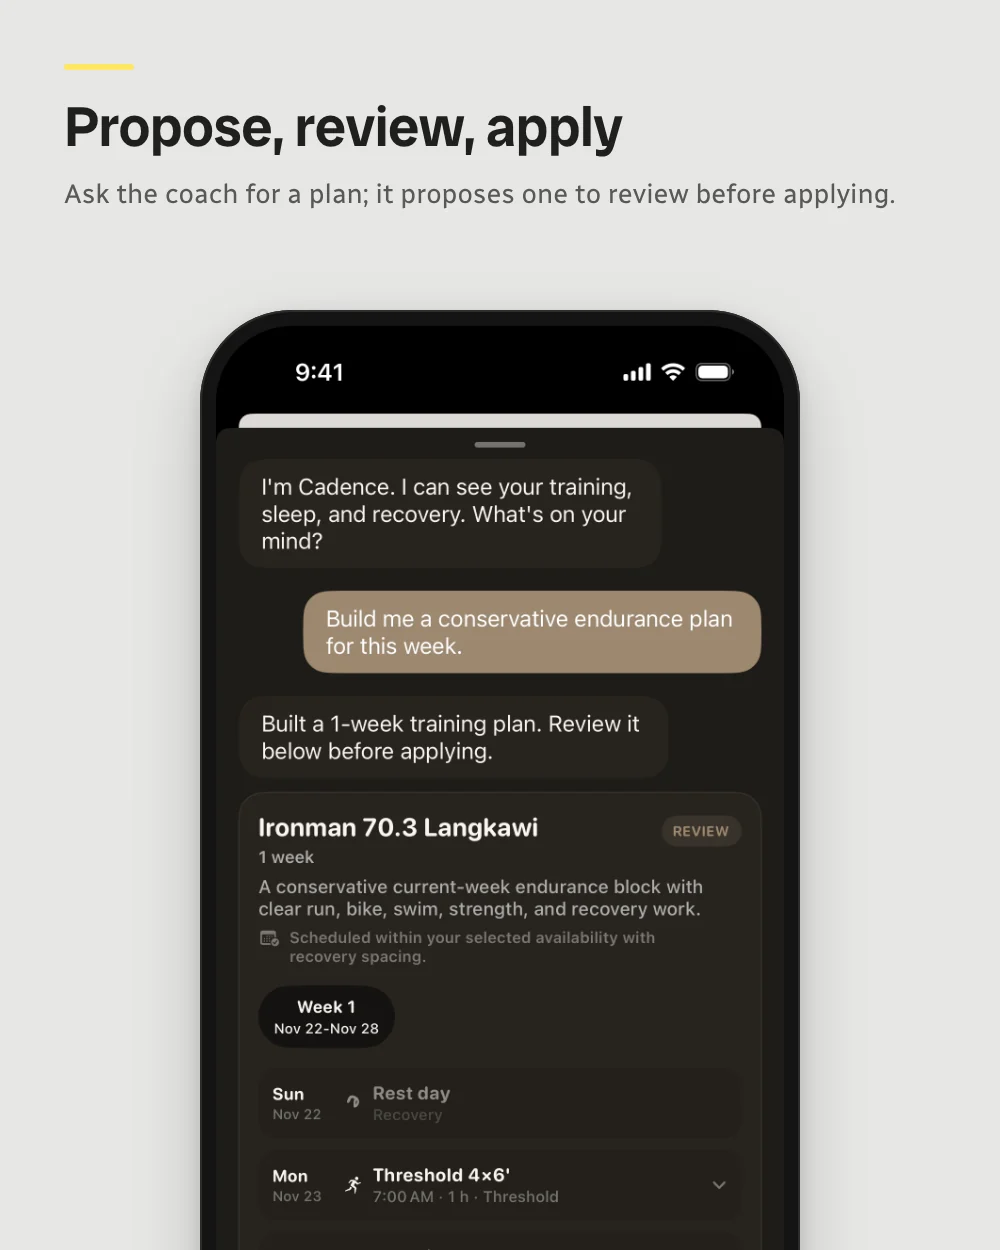 Propose, review, apply
Ask the coach for a plan; it proposes one to review before applying.
9:41
I'm Cadence. I can see your training,
sleep, and recovery. What's on your
mind?
Build me a conservative endurance plan
for this week.
Built a 1-week training plan. Review it
below before applying.
Ironman 70.3 Langkawi
REVIEW
1 week
A conservative current-week endurance block with
clear run, bike, swim, strength, and recovery work.
Scheduled within your selected availability with
recovery spacing.
Week 1
Nov 22-Nov 28
Sun
Nov 22
Rest day
Recovery
Mon
Nov 23
Threshold 4×6'
7:00 AM · 1 h · Threshold